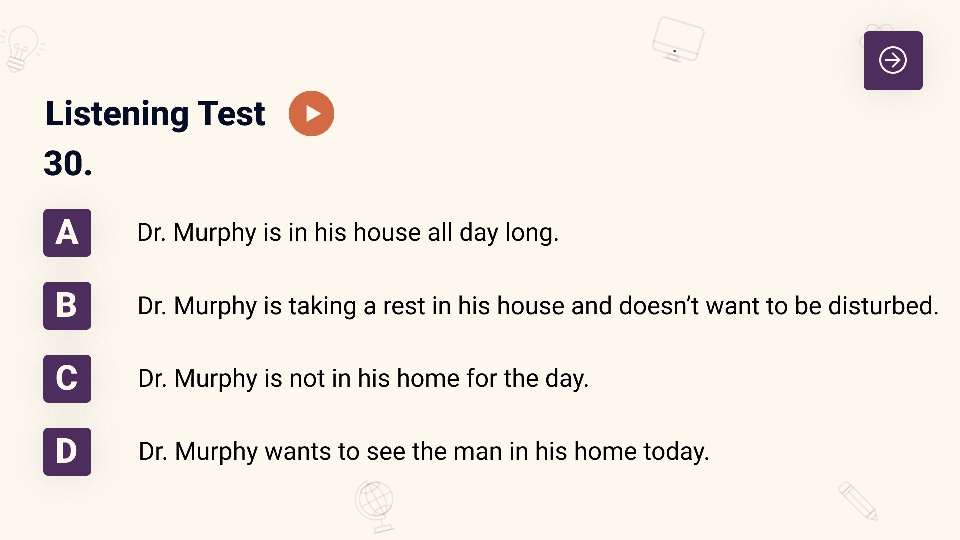 Listening Test
30.
A Dr. Murphy is in his house all day long.
B Dr. Murphy is taking a rest in his house and doesn’t want to be disturbed.
C Dr. Murphy is not in his home for the day.
D Dr. Murphy wants to see the man in his home today.